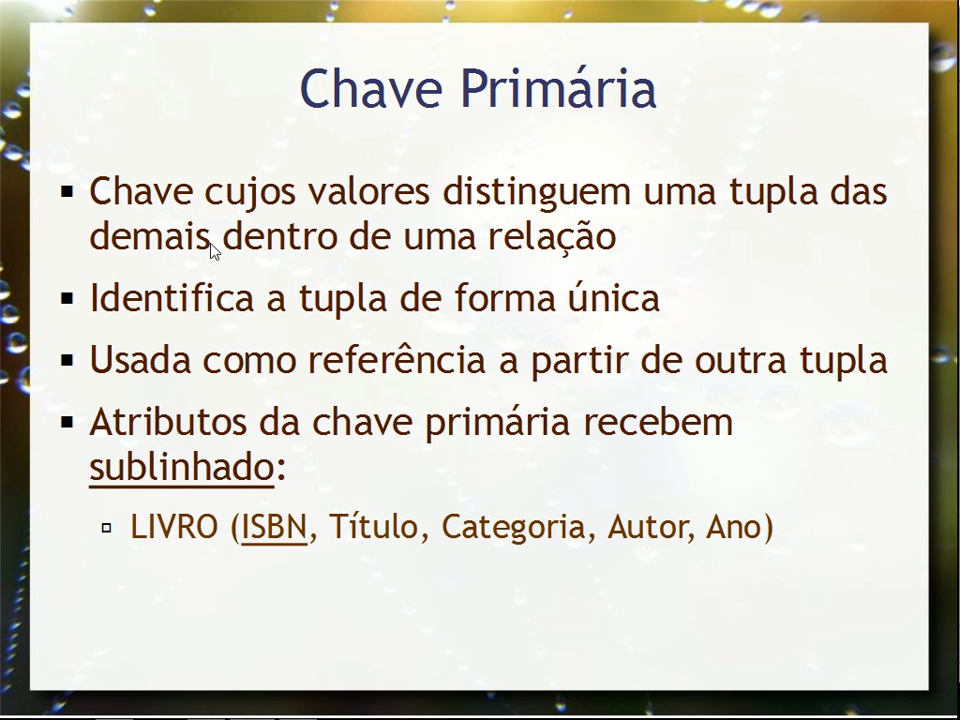 Chave Primária
▪ Chave cujos valores distinguem uma tupla das
demais dentro de uma relação
▪ Identifica a tupla de forma única
▪ Usada como referência a partir de outra tupla
▪ Atributos da chave primária recebem
sublinhado:
▫ LIVRO (ISBN, Título, Categoria, Autor, Ano)